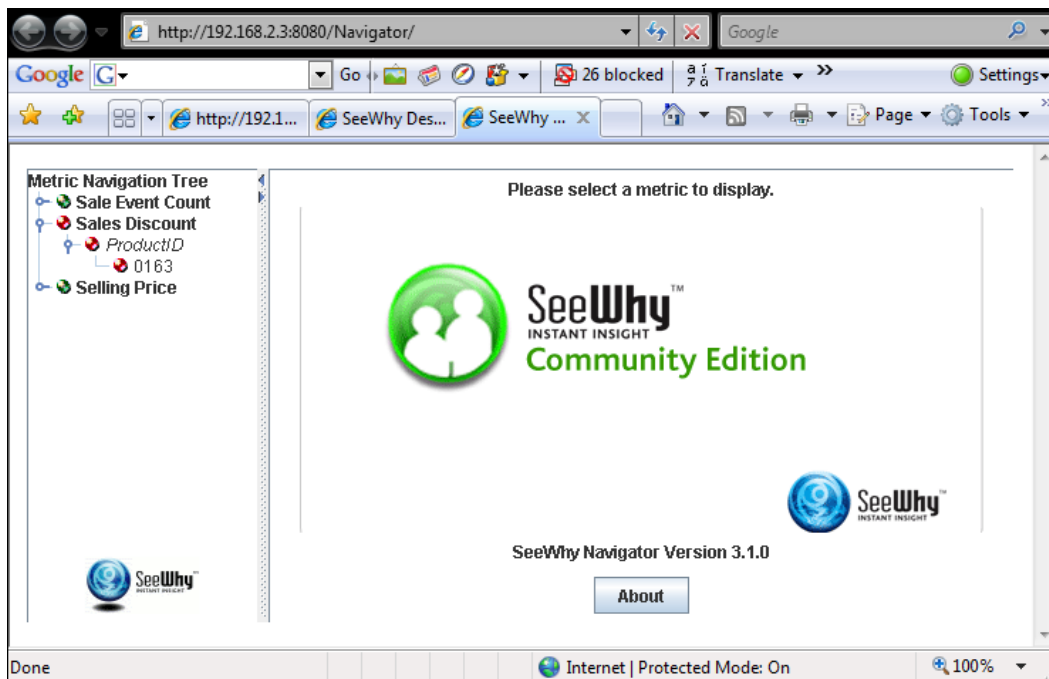 http://192.168.2.3:8080/Navigator/
Google
Google G Go 26 blocked Translate Settings
http://192.1... SeeWhy Des... SeeWhy ... Page Tools
Metric Navigation Tree
Sale Event Count
Sales Discount
ProductID
0163
Selling Price
SeeWhy™
INSTANT INSIGHT
Please select a metric to display.
SeeWhy™
INSTANT INSIGHT
Community Edition
SeeWhy™
INSTANT INSIGHT
SeeWhy Navigator Version 3.1.0
About
Done Internet | Protected Mode: On 100%